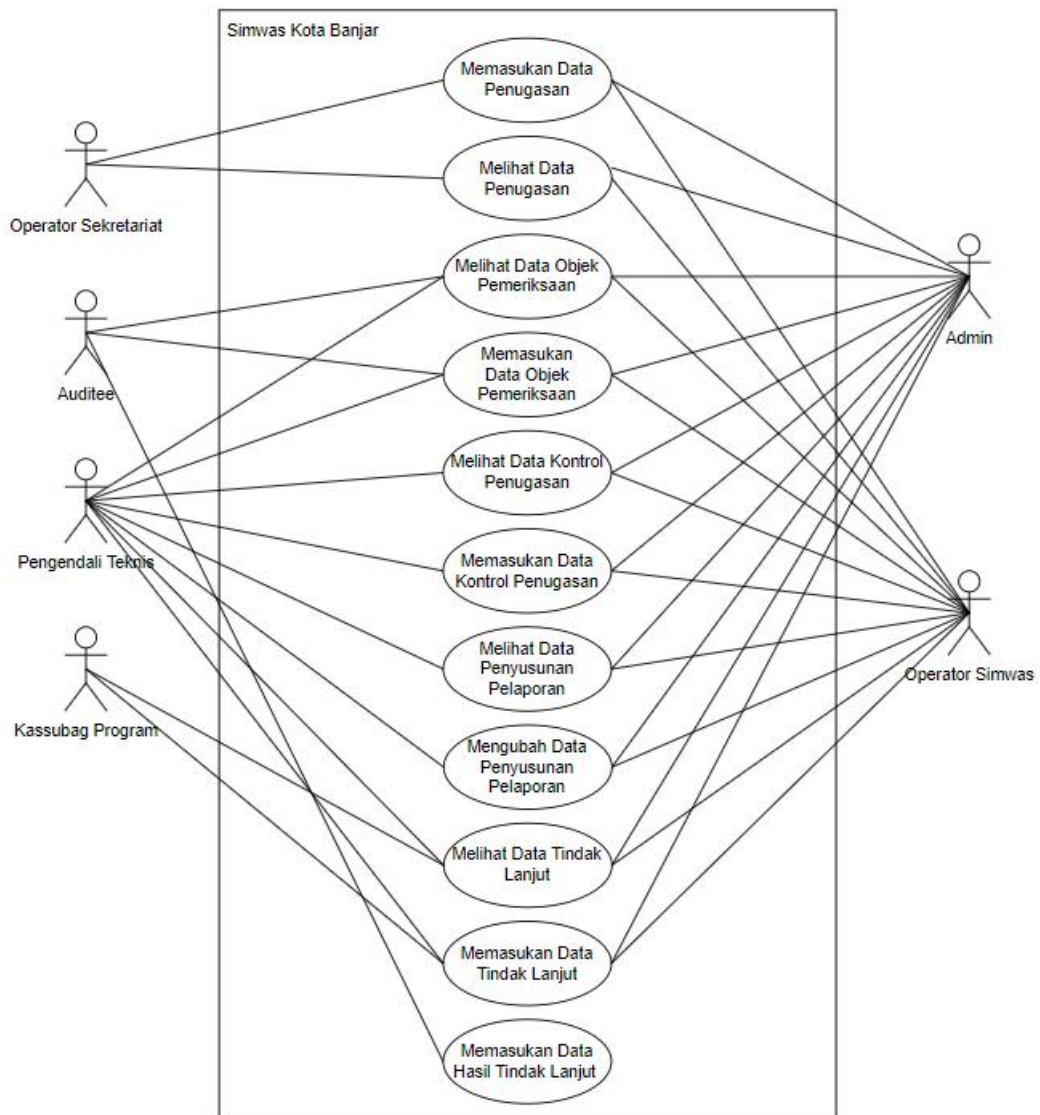 Simwas Kota Banjar
Memasukan Data
Penugasan
Melihat Data
Penugasan
Operator Sekretariat
Melihat Data Objek
Pemeriksaan
Admin
Auditee
Memasukan
Data Objek
Pemeriksaan
Melihat Data Kontrol
Penugasan
Pengendali Teknis
Memasukan Data
Kontrol Penugasan
Melihat Data
Penyusunan
Pelaporan
Operator Simwas
Kassubag Program
Mengubah Data
Penyusunan
Pelaporan
Melihat Data Tindak
Lanjut
Memasukan Data
Tindak Lanjut
Memasukan Data
Hasil Tindak Lanjut